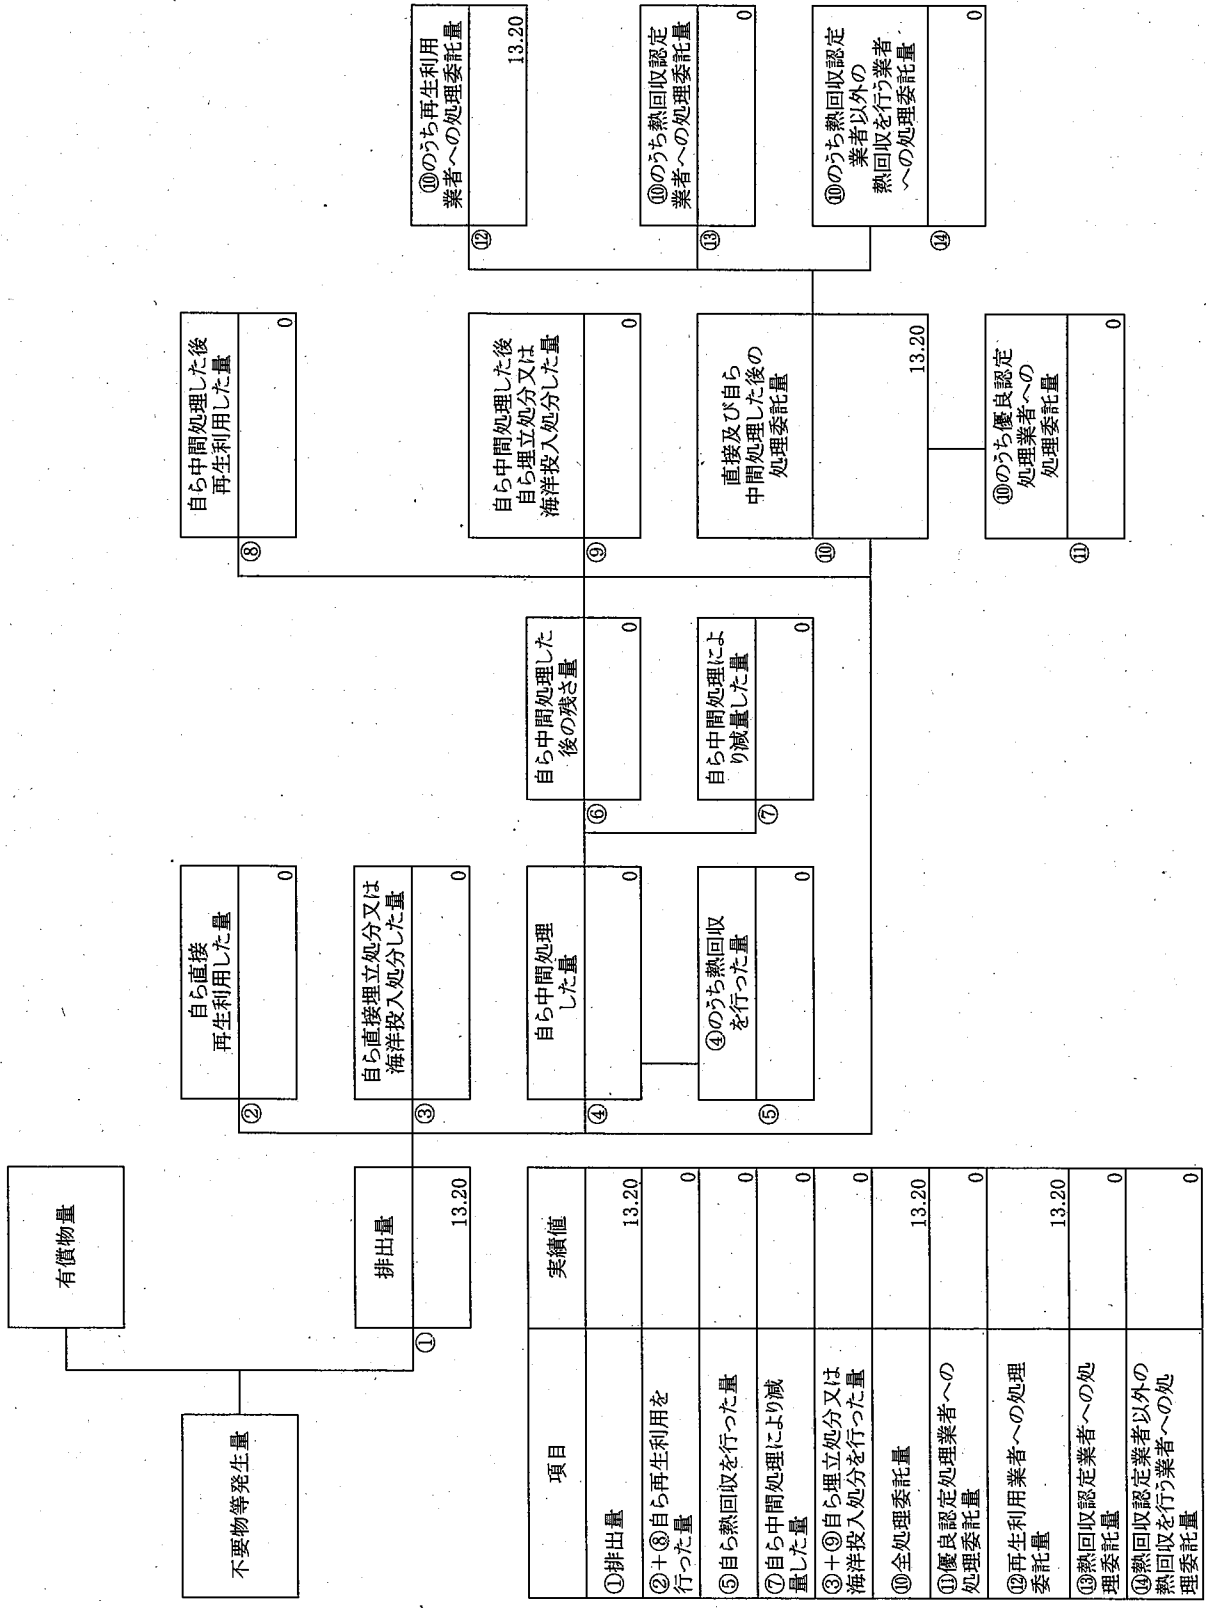 不要物等発生量
有償物量
排出量
①
13.20
自ら直接
再生利用した量
②
0
自ら直接埋立処分又は
海洋投入処分した量
③
0
自ら中間処理
した量
④
0
④のうち熱回収
を行った量
⑤
0
自ら中間処理した
後の残さ量
⑥
0
自ら中間処理によ
り減量した量
⑦
0
自ら中間処理した後
再生利用した量
⑧
0
自ら中間処理した後
自ら埋立処分又は
海洋投入処分した量
⑨
0
直接及び自ら
中間処理した後の
処理委託量
⑩
13.20
⑩のうち優良認定
処理業者への
処理委託量
⑪
0
⑩のうち再生利用
業者への処理委託量
⑫
13.20
⑩のうち熱回収認定
業者への処理委託量
⑬
0
⑩のうち熱回収認定
業者以外の
熱回収を行う業者
への処理委託量
⑭
0
項目 実績値
①排出量 13.20
②＋⑧自ら再生利用を
行った量 0
⑤自ら熱回収を行った量 0
⑦自ら中間処理により減
量した量 0
③＋⑨自ら埋立処分又は
海洋投入処分を行った量 0
⑩全処理委託量 13.20
⑪優良認定処理業者への
処理委託量 0
⑫再生利用業者への処理
委託量 13.20
⑬熱回収認定業者への処
理委託量 0
⑭熱回収認定業者以外の
熱回収を行う業者への処
理委託量 0